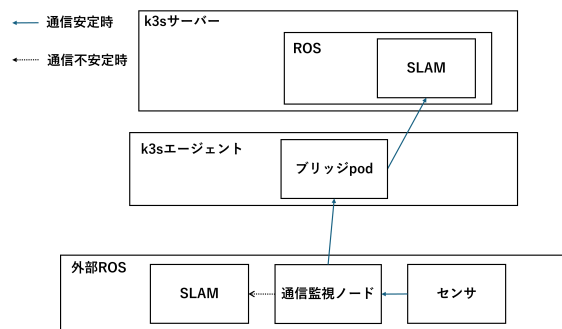 通信安定時
通信不安定時
k3sサーバー
ROS
SLAM
k3sエージェント
ブリッジpod
外部ROS
SLAM
通信監視ノード
センサ